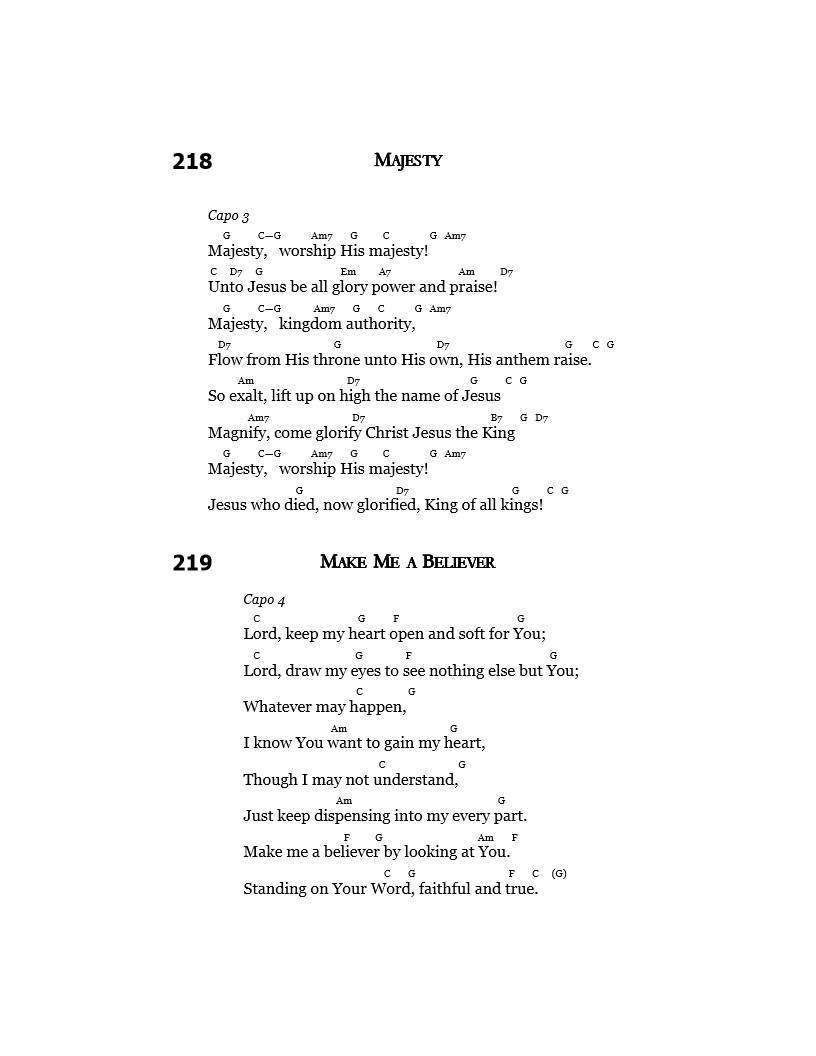 218 MAJESTY
Capo 3
G C—G Am7 G C G Am7
Majesty, worship His majesty!
C D7 G Em A7 Am D7
Unto Jesus be all glory power and praise!
G C—G Am7 G C G Am7
Majesty, kingdom authority,
D7 G D7 G C G
Flow from His throne unto His own, His anthem raise.
Am D7 G C G
So exalt, lift up on high the name of Jesus
Am7 D7 B7 G D7
Magnify, come glorify Christ Jesus the King
G C—G Am7 G C G Am7
Majesty, worship His majesty!
G D7 G C G
Jesus who died, now glorified, King of all kings!
219 MAKE ME A BELIEVER
Capo 4
C G F G
Lord, keep my heart open and soft for You;
C G F G
Lord, draw my eyes to see nothing else but You;
C G
Whatever may happen,
Am G
I know You want to gain my heart,
C G
Though I may not understand,
Am G
Just keep dispensing into my every part.
F G Am F
Make me a believer by looking at You.
C G F C (G)
Standing on Your Word, faithful and true.